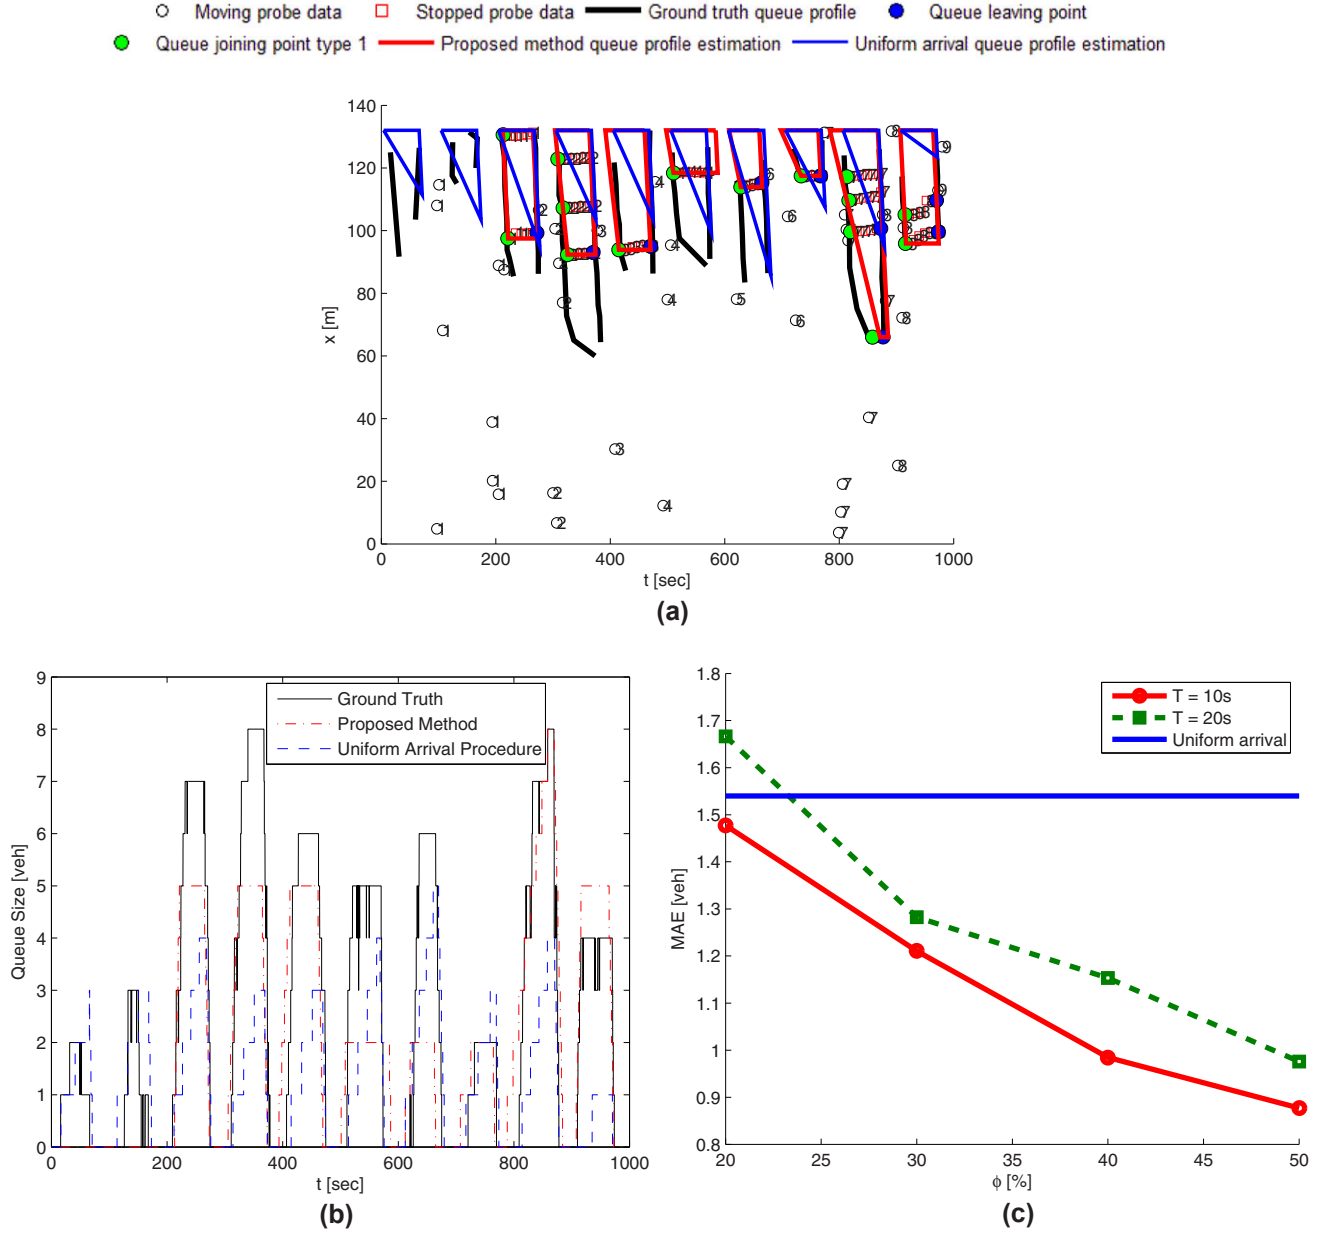 Moving probe data Stopped probe data Ground truth queue profile Queue leaving point
Queue joining point type 1 Proposed method queue profile estimation Uniform arrival queue profile estimation
140
120
100
80
60
40
20
0
x [m]
0 200 400 600 800 1000
t [sec]
(a)
9
8
7
6
5
4
3
2
1
0
Queue Size [veh]
Ground Truth
Proposed Method
Uniform Arrival Procedure
0 200 400 600 800 1000
t [sec]
(b)
1.8
1.7
1.6
1.5
1.4
1.3
1.2
1.1
1
0.9
0.8
MAE [veh]
T = 10s
T = 20s
Uniform arrival
20 25 30 35 40 45 50
ϕ [%]
(c)